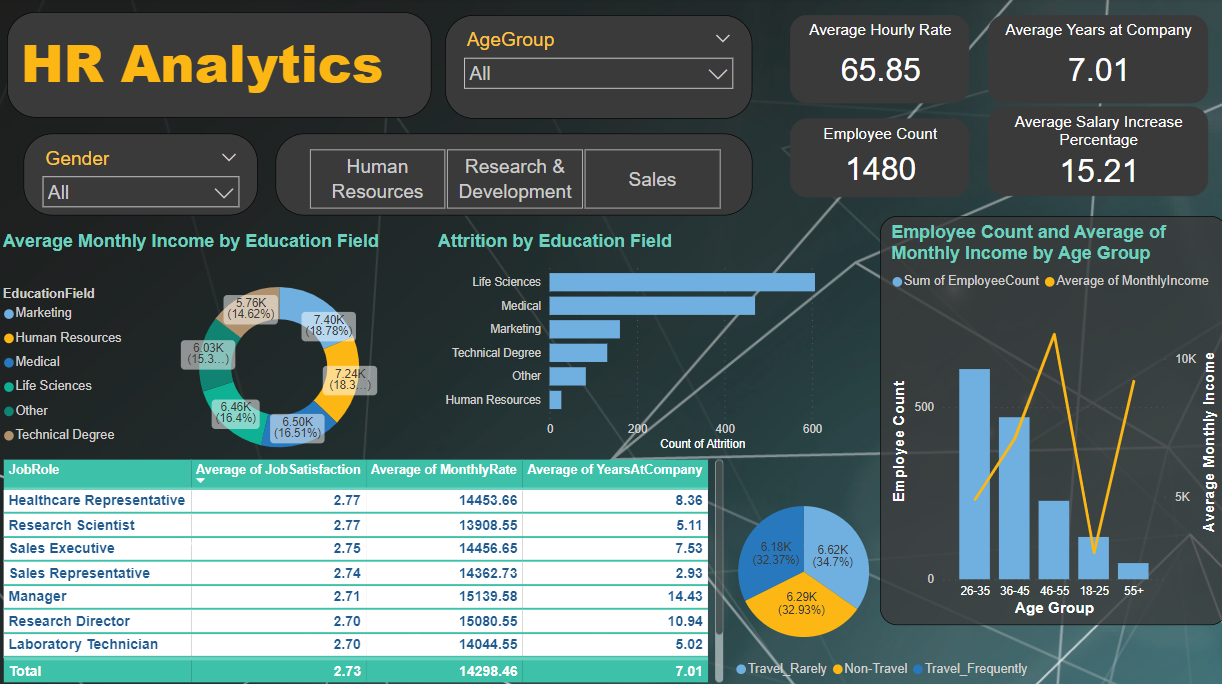 HR Analytics
AgeGroup
All
Average Hourly Rate
65.85
Average Years at Company
7.01
Gender
All
Human
Resources
Research &
Development
Sales
Employee Count
1480
Average Salary Increase
Percentage
15.21
Average Monthly Income by Education Field
EducationField
Marketing
Human Resources
Medical
Life Sciences
Other
Technical Degree
5.76K
(14.62%)
7.40K
(18.78%)
6.03K
(15.3...)
7.24K
(18.3...)
6.46K
(16.4%)
6.50K
(16.51%)
Attrition by Education Field
Life Sciences
Medical
Marketing
Technical Degree
Other
Human Resources
0 200 400 600
Count of Attrition
Employee Count and Average of
Monthly Income by Age Group
Sum of EmployeeCount Average of MonthlyIncome
Employee Count
500
0
10K
5K
Average Monthly Income
26-35 36-45 46-55 18-25 55+
Age Group
JobRole Average of JobSatisfaction Average of MonthlyRate Average of YearsAtCompany
Healthcare Representative 2.77 14453.66 8.36
Research Scientist 2.77 13908.55 5.11
Sales Executive 2.75 14456.65 7.53
Sales Representative 2.74 14362.73 2.93
Manager 2.71 15139.58 14.43
Research Director 2.70 15080.55 10.94
Laboratory Technician 2.70 14044.55 5.02
Total 2.73 14298.46 7.01
6.18K
(32.37%)
6.62K
(34.7%)
6.29K
(32.93%)
Travel_Rarely Non-Travel Travel_Frequently